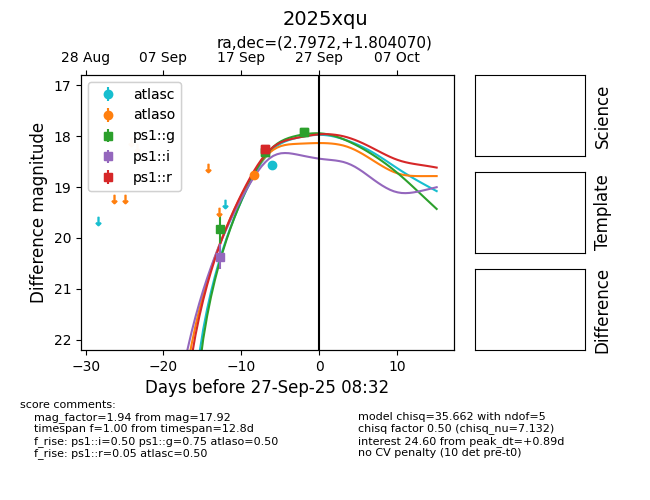 2025xqu
ra,dec=(2.7972,+1.804070)
28 Aug 07 Sep 17 Sep 27 Sep 07 Oct
17
18
19
20
21
22
Difference magnitude
atlasc
atlaso
ps1::g
ps1::i
ps1::r
−30 −20 −10 0 10
Days before 27-Sep-25 08:32
Science
Template
Difference
score comments:
mag_factor=1.94 from mag=17.92
timespan f=1.00 from timespan=12.8d
f_rise: ps1::i=0.50 ps1::g=0.75 atlaso=0.50
f_rise: ps1::r=0.05 atlasc=0.50
model chisq=35.662 with ndof=5
chisq factor 0.50 (chisq_nu=7.132)
interest 24.60 from peak_dt=+0.89d
no CV penalty (10 det pre-t0)